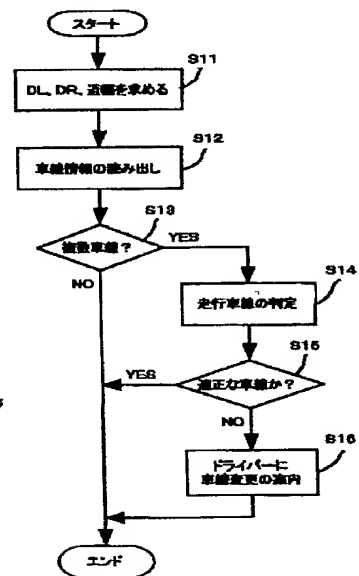 スタート
S11
DL、DR、道幅を求める
S12
車線情報の読み出し
S13
複数車線？
YES
NO
S14
走行車線の判定
S15
適正な車線か？
YES
NO
S16
ドライバーに
車線変更の案内
エンド